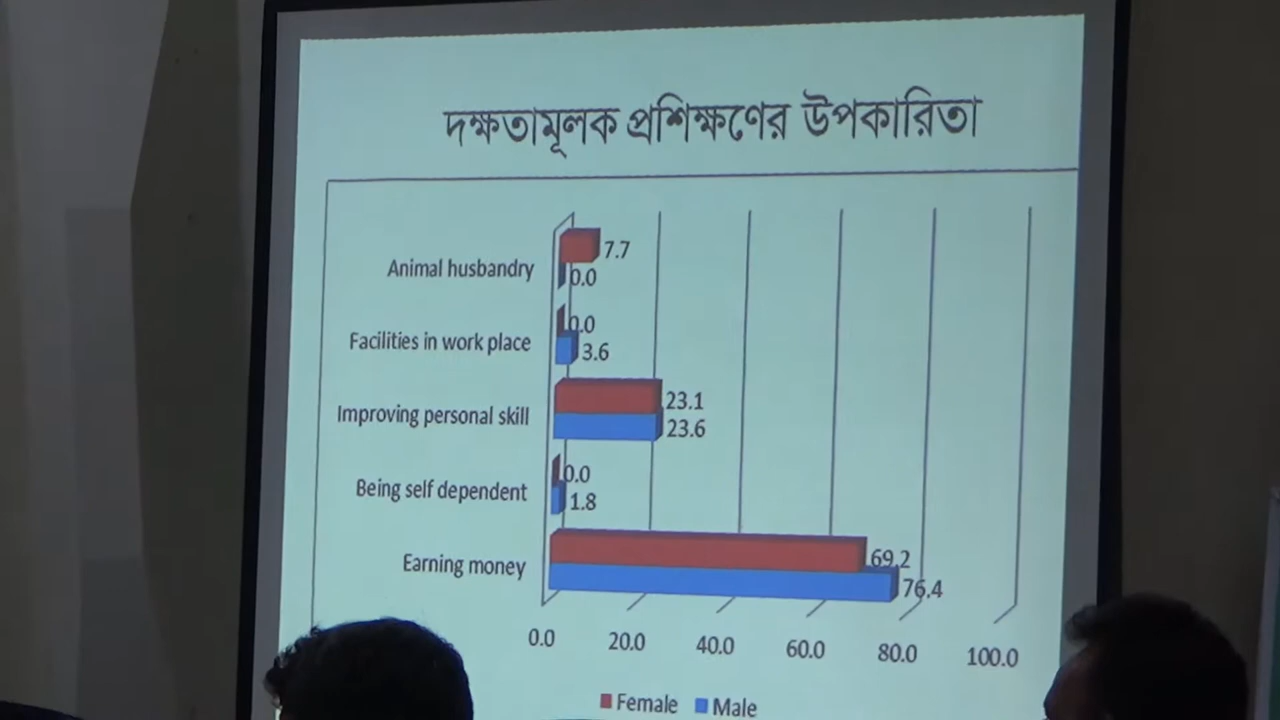 দক্ষতামূলক প্রশিক্ষণের উপকারিতা
Animal husbandry
7.7
0.0
Facilities in work place
0.0
3.6
Improving personal skill
23.1
23.6
Being self dependent
0.0
1.8
Earning money
69.2
76.4
0.0 20.0 40.0 60.0 80.0 100.0
Female Male